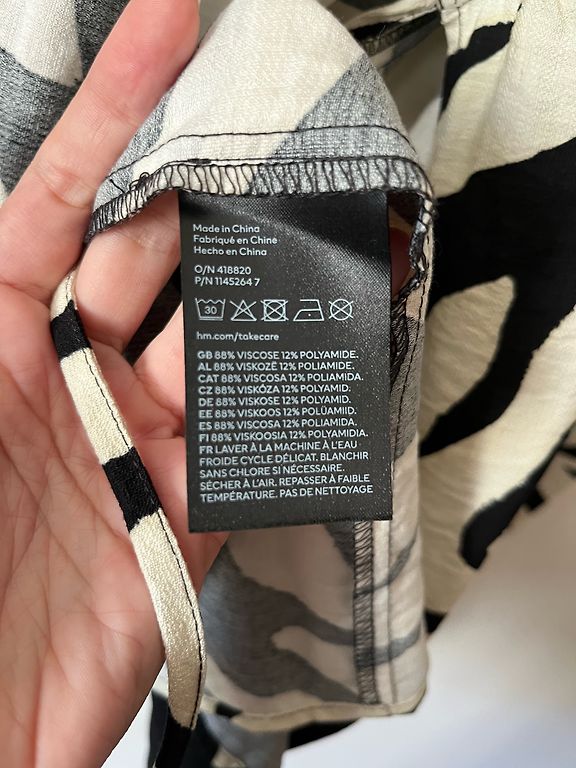 Made in China
Fabriqué en Chine
Hecho en China
O/N 418820
P/N 1145264 7
30
hm.com/takecare
GB 88% VISCOSE 12% POLYAMIDE.
AL 88% VISKOZË 12% POLIAMIDE.
CAT 88% VISCOSA 12% POLIAMIDA.
CZ 88% VISKÓZA 12% POLYAMID.
DE 88% VISKOSE 12% POLYAMID.
EE 88% VISKOOS 12% POLÜAMIID.
ES 88% VISCOSA 12% POLIAMIDA.
FI 88% VISKOOSIA 12% POLYAMIDIA.
FR LAVER À LA MACHINE À L'EAU
FROIDE CYCLE DÉLICAT. BLANCHIR
SANS CHLORE SI NÉCESSAIRE.
SÉCHER À L'AIR. REPASSER À FAIBLE
TEMPÉRATURE. PAS DE NETTOYAGE